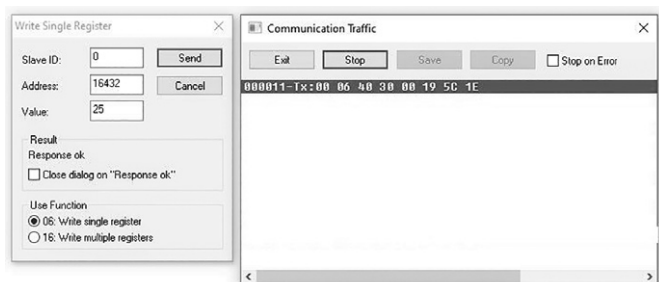 Write Single Register
Slave ID: 0 Send
Address: 16432 Cancel
Value: 25
Result
Response ok
Close dialog on "Response ok"
Use Function
06: Write single register
16: Write multiple registers
Communication Traffic
Exit Stop Save Copy Stop on Error
000011-Tx:00 06 40 30 00 19 5C 1E